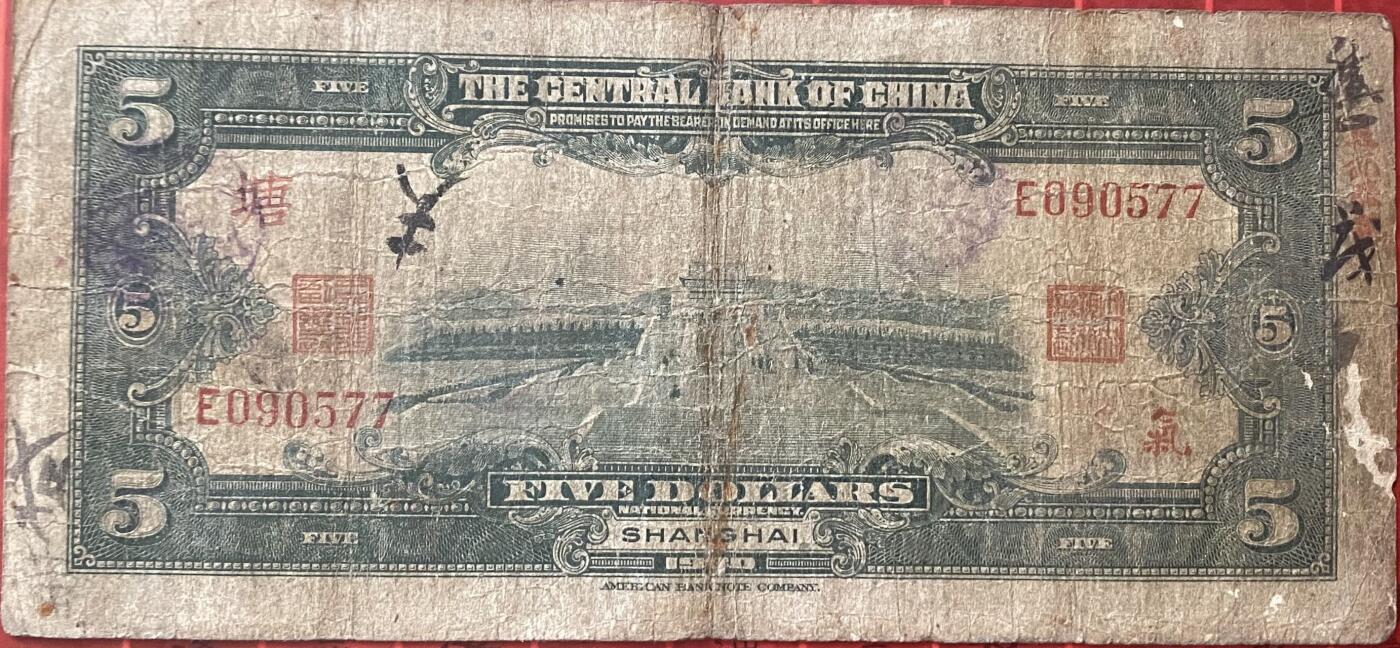 5 FIVE THE CENTRAL BANK OF CHINA FIVE 5
PROMISES TO PAY THE BEARER ON DEMAND AT ITS OFFICE HERE
塘 E090577
5 5
E090577 氣
FIVE DOLLARS
NATIONAL CURRENCY
5 FIVE SHANGHAI FIVE 5
1930
AMERICAN BANK NOTE COMPANY.